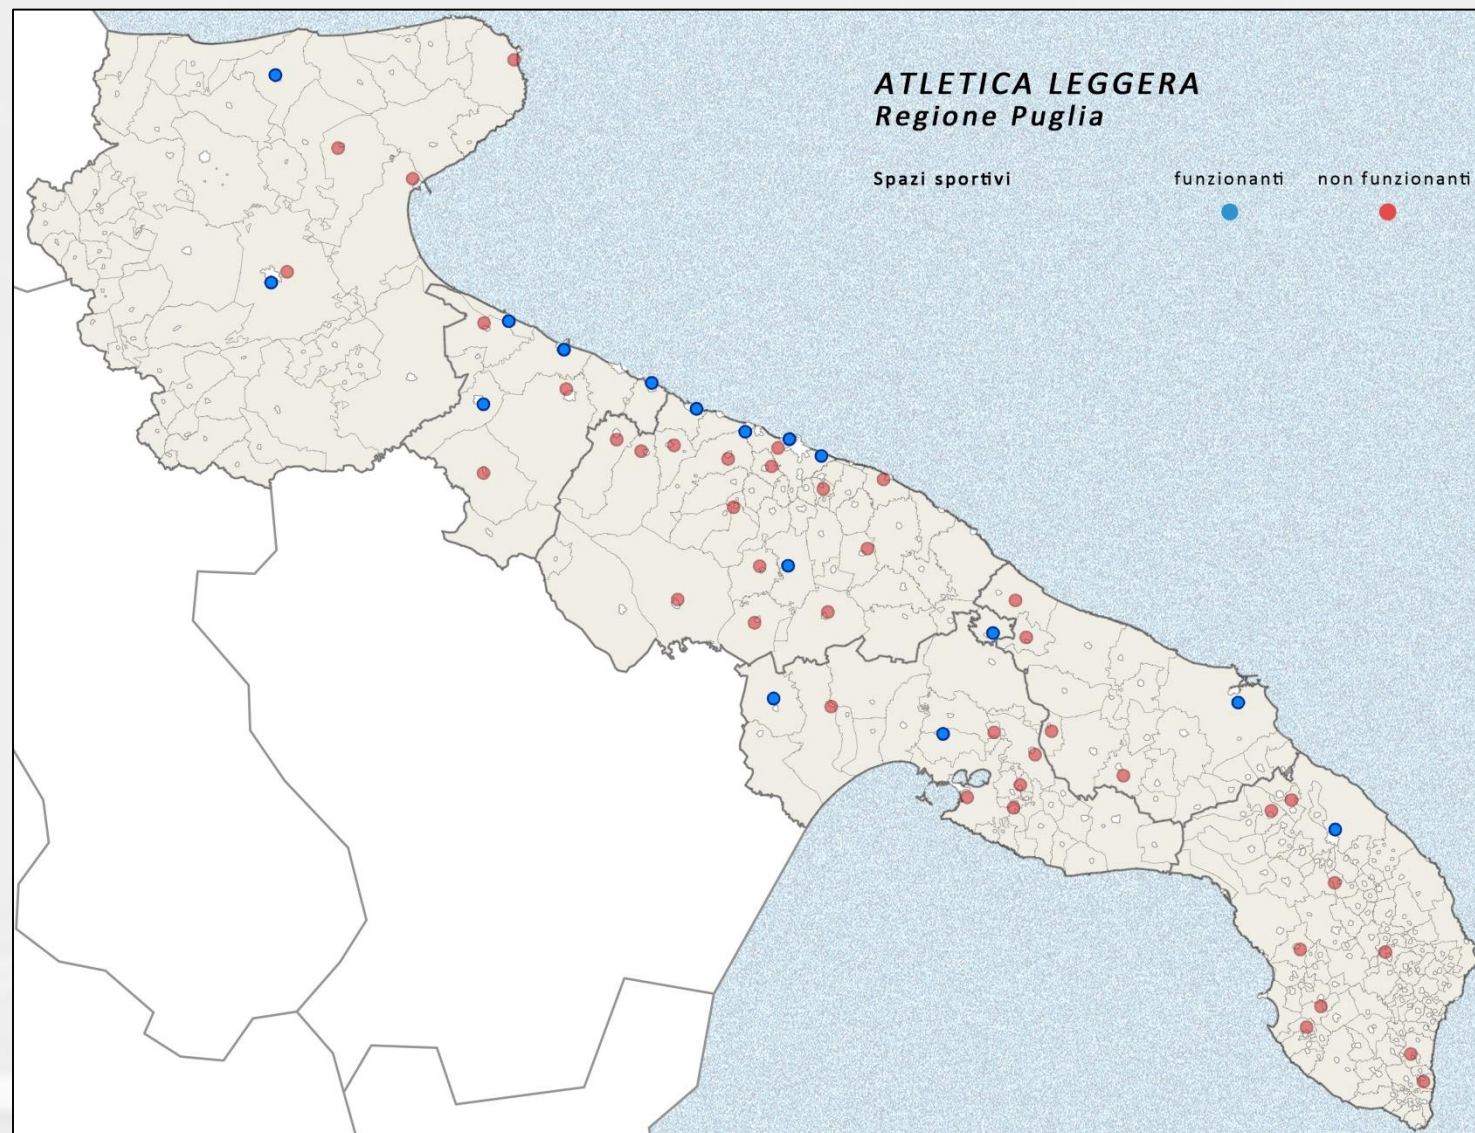 ATLETICA LEGGERA
Regione Puglia
Spazi sportivi funzionanti non funzionanti